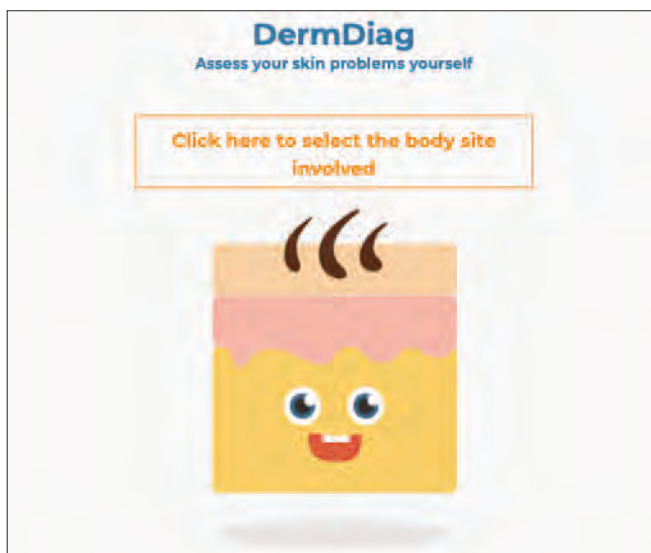 DermDiag
Assess your skin problems yourself
Click here to select the body site
involved